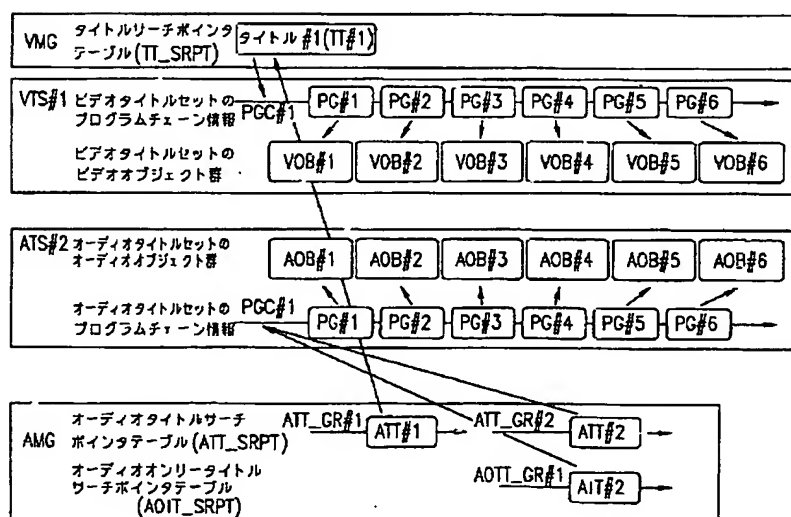 VMG タイトルリーチポインタ
テーブル(TT_SRPT)
タイトル#1(TT#1)
VTS#1 ビデオタイトルセットの
プログラムチェーン情報
PGC#1
PG#1 PG#2 PG#3 PG#4 PG#5 PG#6
ビデオタイトルセットの
ビデオオブジェクト群
VOB#1 VOB#2 VOB#3 VOB#4 VOB#5 VOB#6
ATS#2 オーディオタイトルセットの
オーディオイブジェクト群
AOB#1 AOB#2 AOB#3 AOB#4 AOB#5 AOB#6
オーディオタイトルセットの
プログラムチェーン情報
PGC#1
PG#1 PG#2 PG#3 PG#4 PG#5 PG#6
AMG オーディオタイトルサーチ
ポインタテーブル(ATT_SRPT)
ATT_GR#1 ATT#1 ATT_GR#2 ATT#2
オーディオオンリータイトル
サーチポインタテーブル
(AOIT_SRPT)
AOTT_GR#1 AIT#2